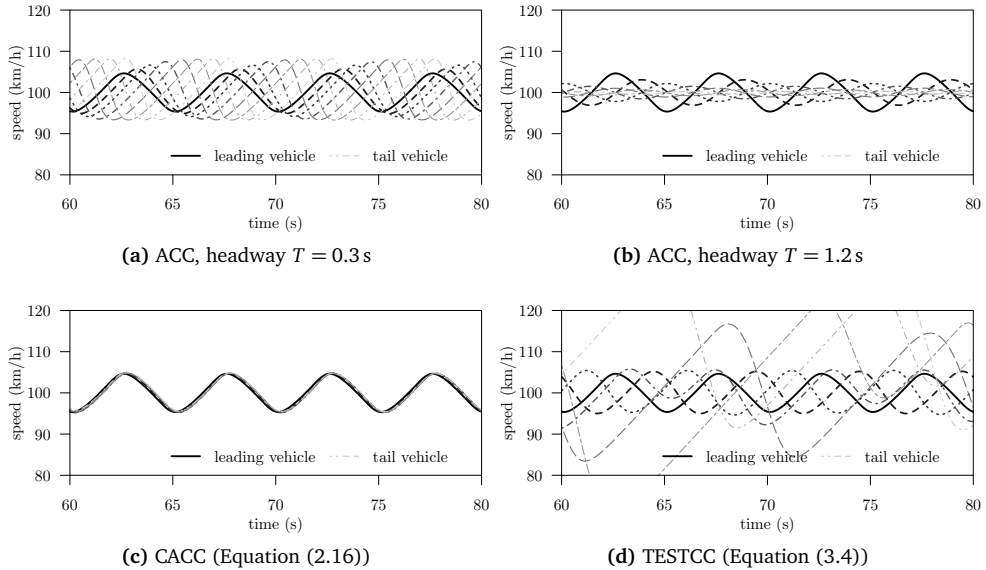 120
110
100
90
80
speed (km/h)
leading vehicle
tail vehicle
60 65 70 75 80
time (s)
(a) ACC, headway T = 0.3 s
120
110
100
90
80
speed (km/h)
leading vehicle
tail vehicle
60 65 70 75 80
time (s)
(b) ACC, headway T = 1.2 s
120
110
100
90
80
speed (km/h)
leading vehicle
tail vehicle
60 65 70 75 80
time (s)
(c) CACC (Equation (2.16))
120
110
100
90
80
speed (km/h)
leading vehicle
tail vehicle
60 65 70 75 80
time (s)
(d) TESTCC (Equation (3.4))